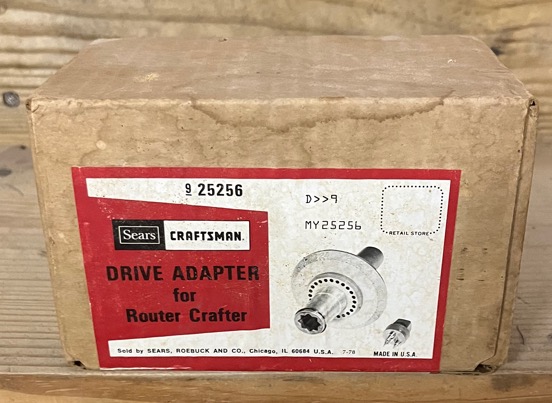 9 25256
D>>9
MY25256
RETAIL STORE
Sears CRAFTSMAN.
DRIVE ADAPTER
for
Router Crafter
Sold by SEARS, ROEBUCK AND CO., Chicago, IL 60684 U.S.A. 7-78 MADE IN U.S.A.